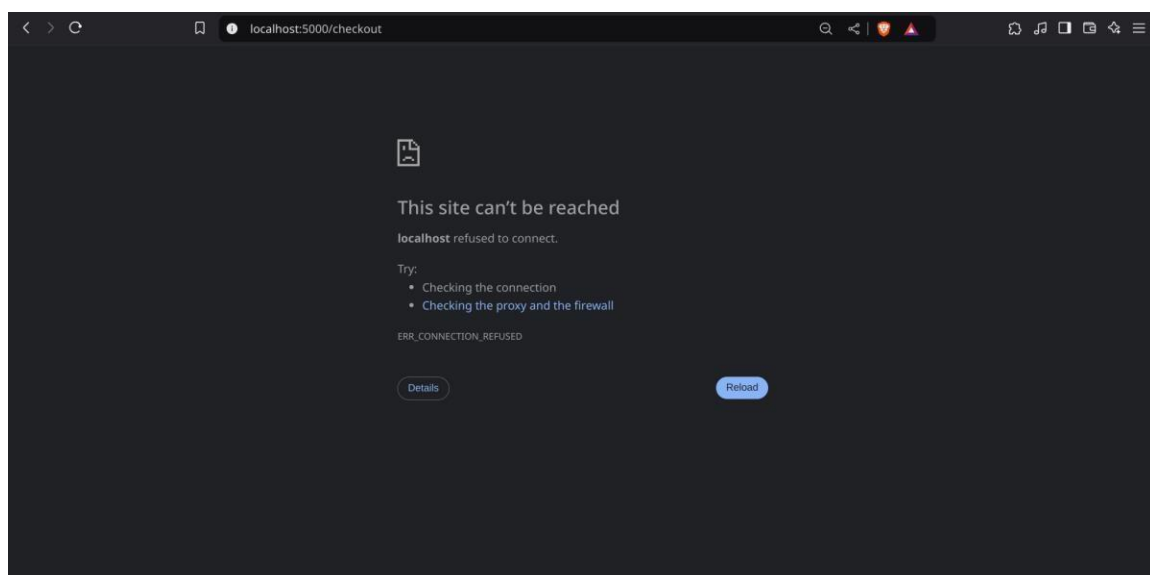 localhost:5000/checkout
This site can’t be reached
localhost refused to connect.
Try:
• Checking the connection
• Checking the proxy and the firewall
ERR_CONNECTION_REFUSED
Details
Reload